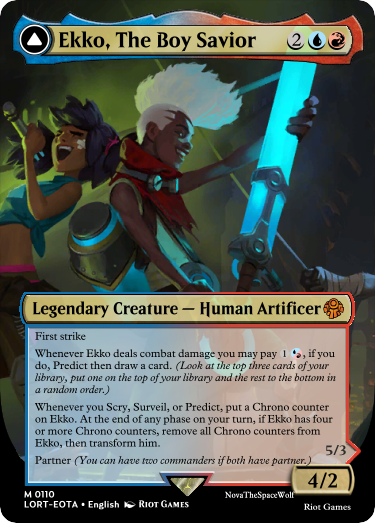 Ekko, The Boy Savior 2
Legendary Creature — Human Artificer
First strike
Whenever Ekko deals combat damage you may pay 1 , if you
do, Predict then draw a card. (Look at the top three cards of your
library, put one on the top of your library and the rest to the bottom in
a random order.)
Whenever you Scry, Surveil, or Predict, put a Chrono counter
on Ekko. At the end of any phase on your turn, if Ekko has four
or more Chrono counters, remove all Chrono counters from
Ekko, then transform him.
5/3
Partner (You can have two commanders if both have partner.)
4/2
M 0110
LORT-EOTA • English Riot Games
NovaTheSpaceWolf
Riot Games